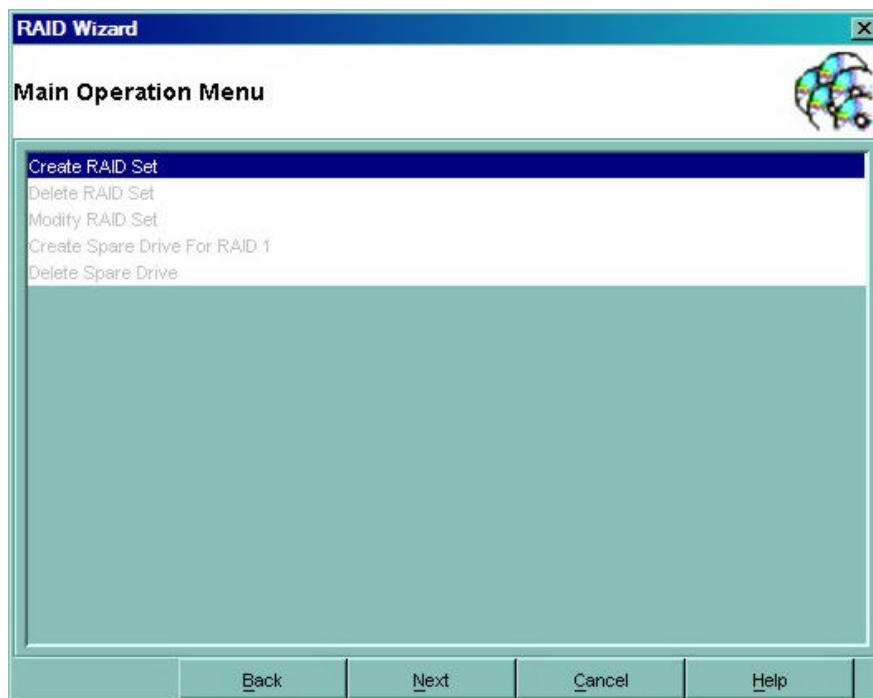 RAID Wizard
Main Operation Menu
Create RAID Set
Delete RAID Set
Modify RAID Set
Create Spare Drive For RAID 1
Delete Spare Drive
Back Next Cancel Help